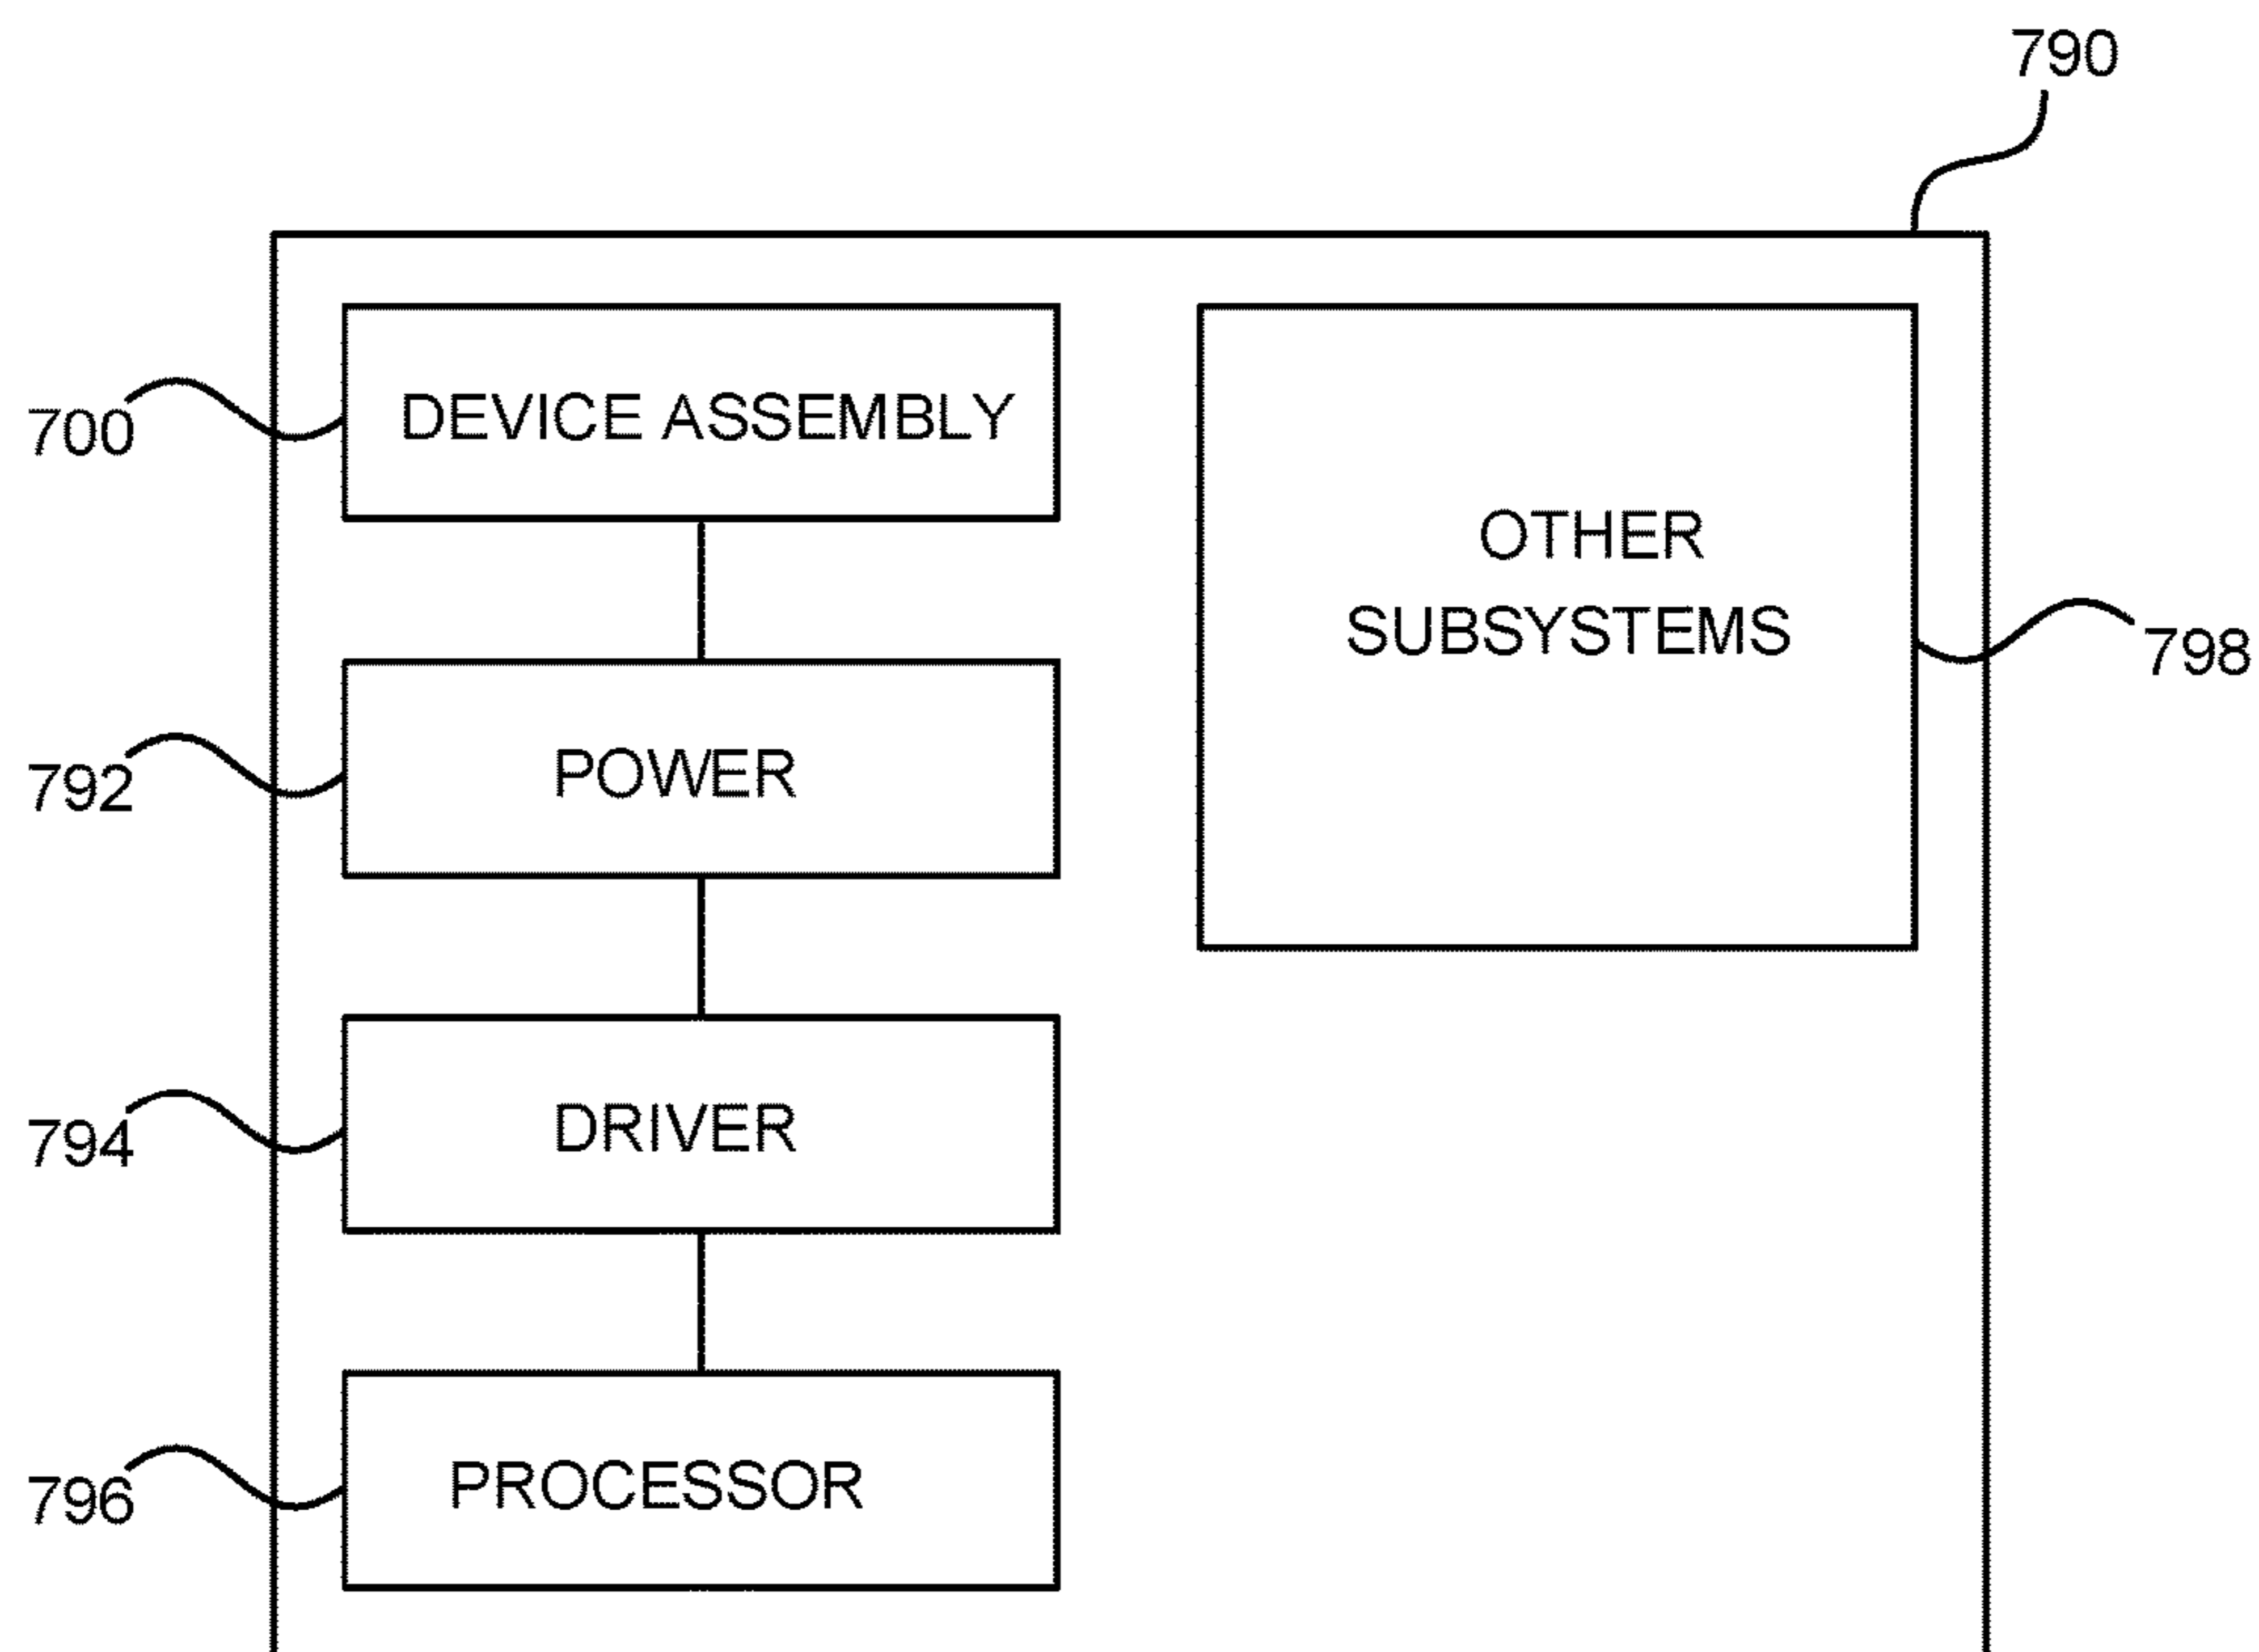 790
700
DEVICE ASSEMBLY
OTHER
SUBSYSTEMS
798
792
POWER
794
DRIVER
796
PROCESSOR